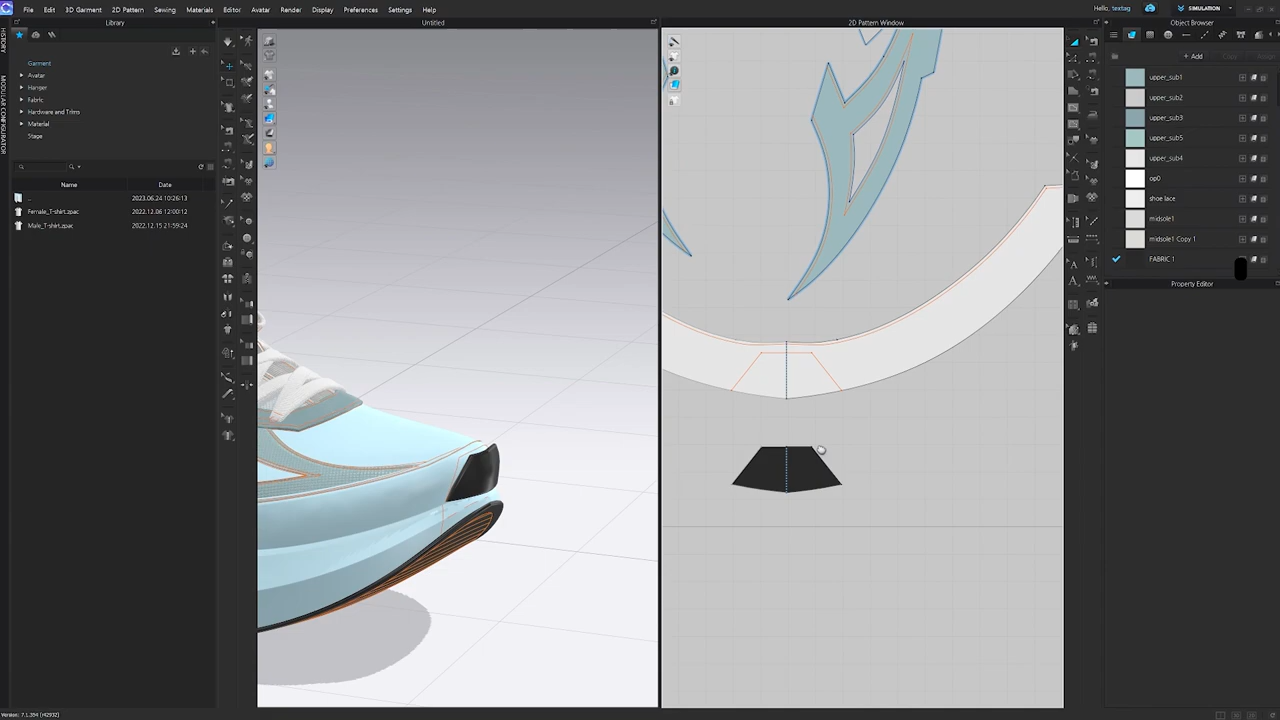 File Edit 3D Garment 2D Pattern Sewing Materials Editor Avatar Render Display Preferences Settings Help
Hello, textag SIMULATION
Library Untitled 2D Pattern Window Object Browser
HISTORY
MODULAR CONFIGURATOR
Garment
Avatar
Hanger
Fabric
Hardware and Trims
Material
Stage
Name Date
.. 2023.06.24 10:26:13
Female_T-shirt.zpac 2022.12.06 12:00:12
Male_T-shirt.zpac 2022.12.15 21:59:24
+ Add
upper_sub1
upper_sub2
upper_sub3
upper_sub5
upper_sub4
op0
shoe lace
midsole1
midsole1 Copy 1
FABRIC 1
Property Editor